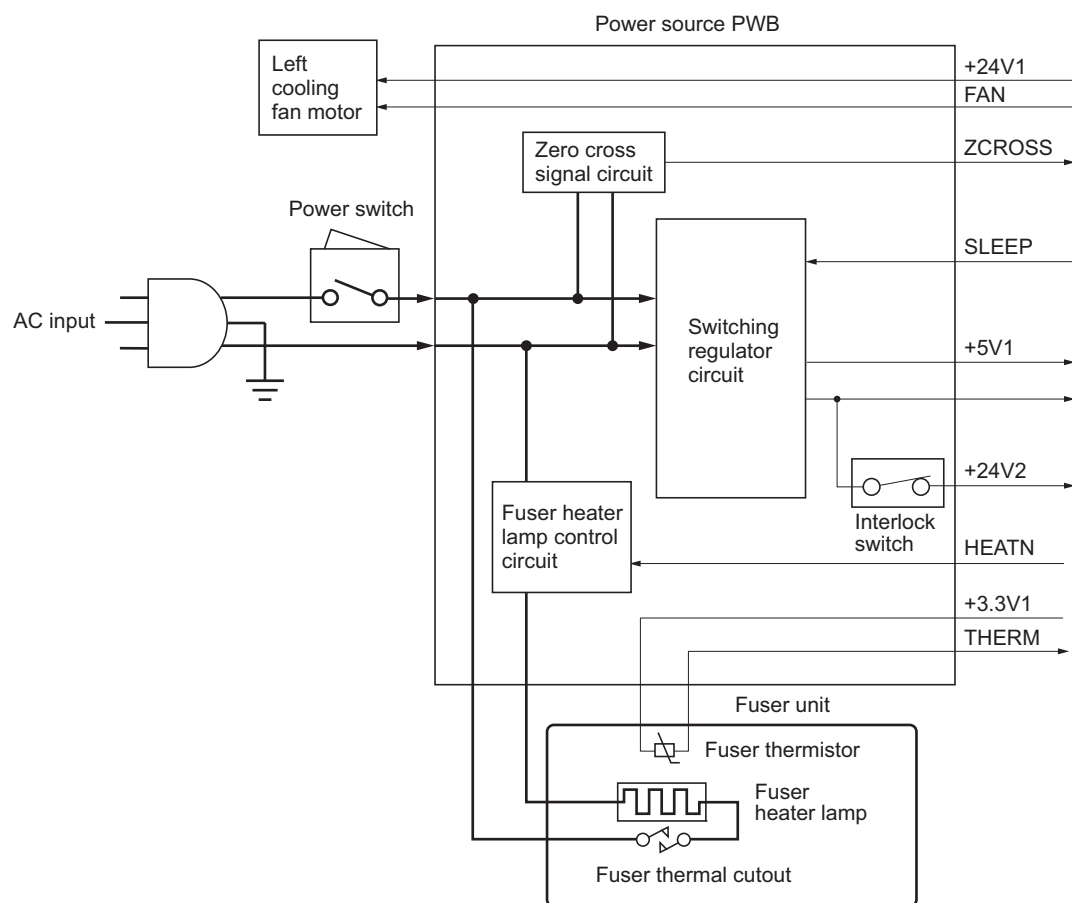 Power source PWB
Left
cooling
fan motor
+24V1
FAN
Zero cross
signal circuit
ZCROSS
Power switch
SLEEP
AC input
Switching
regulator
circuit
+5V1
+24V2
Interlock
switch
Fuser heater
lamp control
circuit
HEATN
+3.3V1
THERM
Fuser unit
Fuser thermistor
Fuser
heater lamp
Fuser thermal cutout